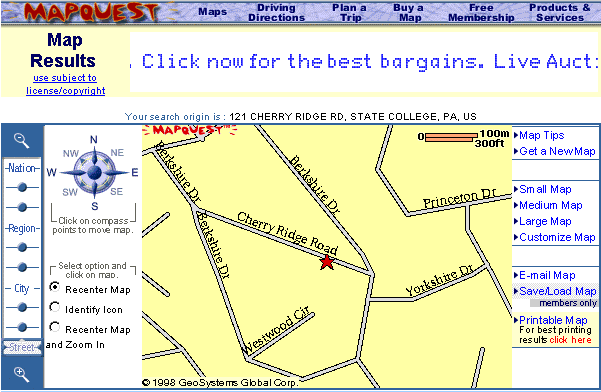 MAPQUEST
Maps
Driving Directions
Plan a Trip
Buy a Map
Free Membership
Products & Services
Map Results
use subject to
license/copyright
. Click now for the best bargains. Live Auct:
Your search origin is : 121 CHERRY RIDGE RD, STATE COLLEGE, PA, US
Nation
Region
City
Street
NW
N
NE
W
E
SW
S
SE
Click on compass
points to move map.
Select option and
click on map.
Recenter Map
Identify Icon
Recenter Map
and Zoom In
MAPQUEST
100m
300ft
Berkshire Dr
Berkshire Dr
Berkshire Dr
Cherry Ridge Road
Princeton Dr
Yorkshire Dr
Westwood Cir
© 1998 GeoSystems Global Corp.
Map Tips
Get a New Map
Small Map
Medium Map
Large Map
Customize Map
E-mail Map
Save/Load Map
members only
Printable Map
For best printing
results click here